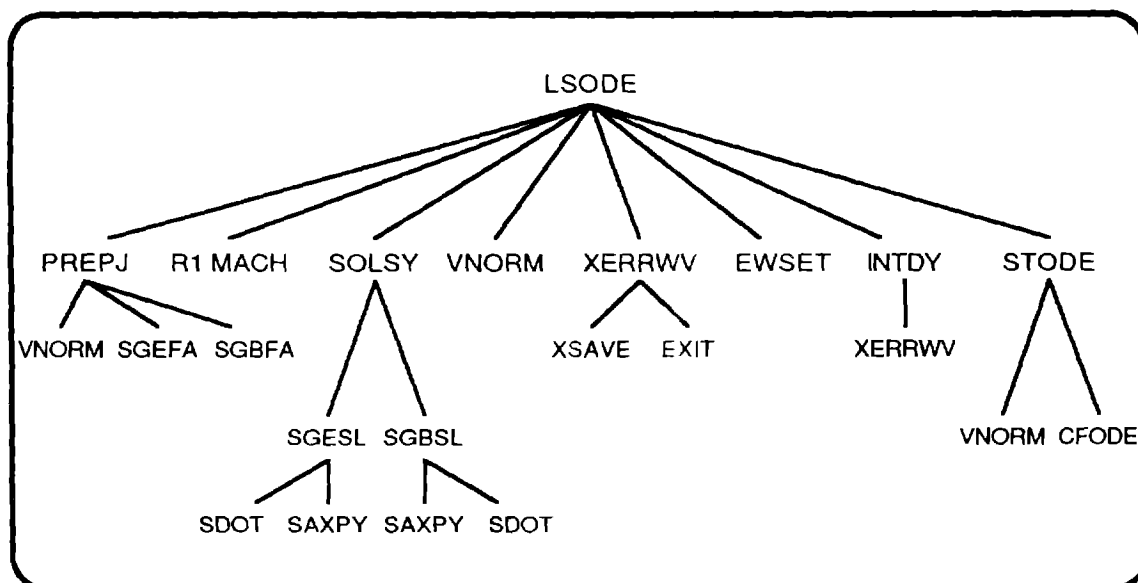 LSODE
PREPJ R1 MACH SOLSY VNORM XERRWV EWSET INTDY STODE
VNORM SGEFA SGBFA XSAVE EXIT XERRWV
SGESL SGBSL VNORM CFODE
SDOT SAXPY SAXPY SDOT